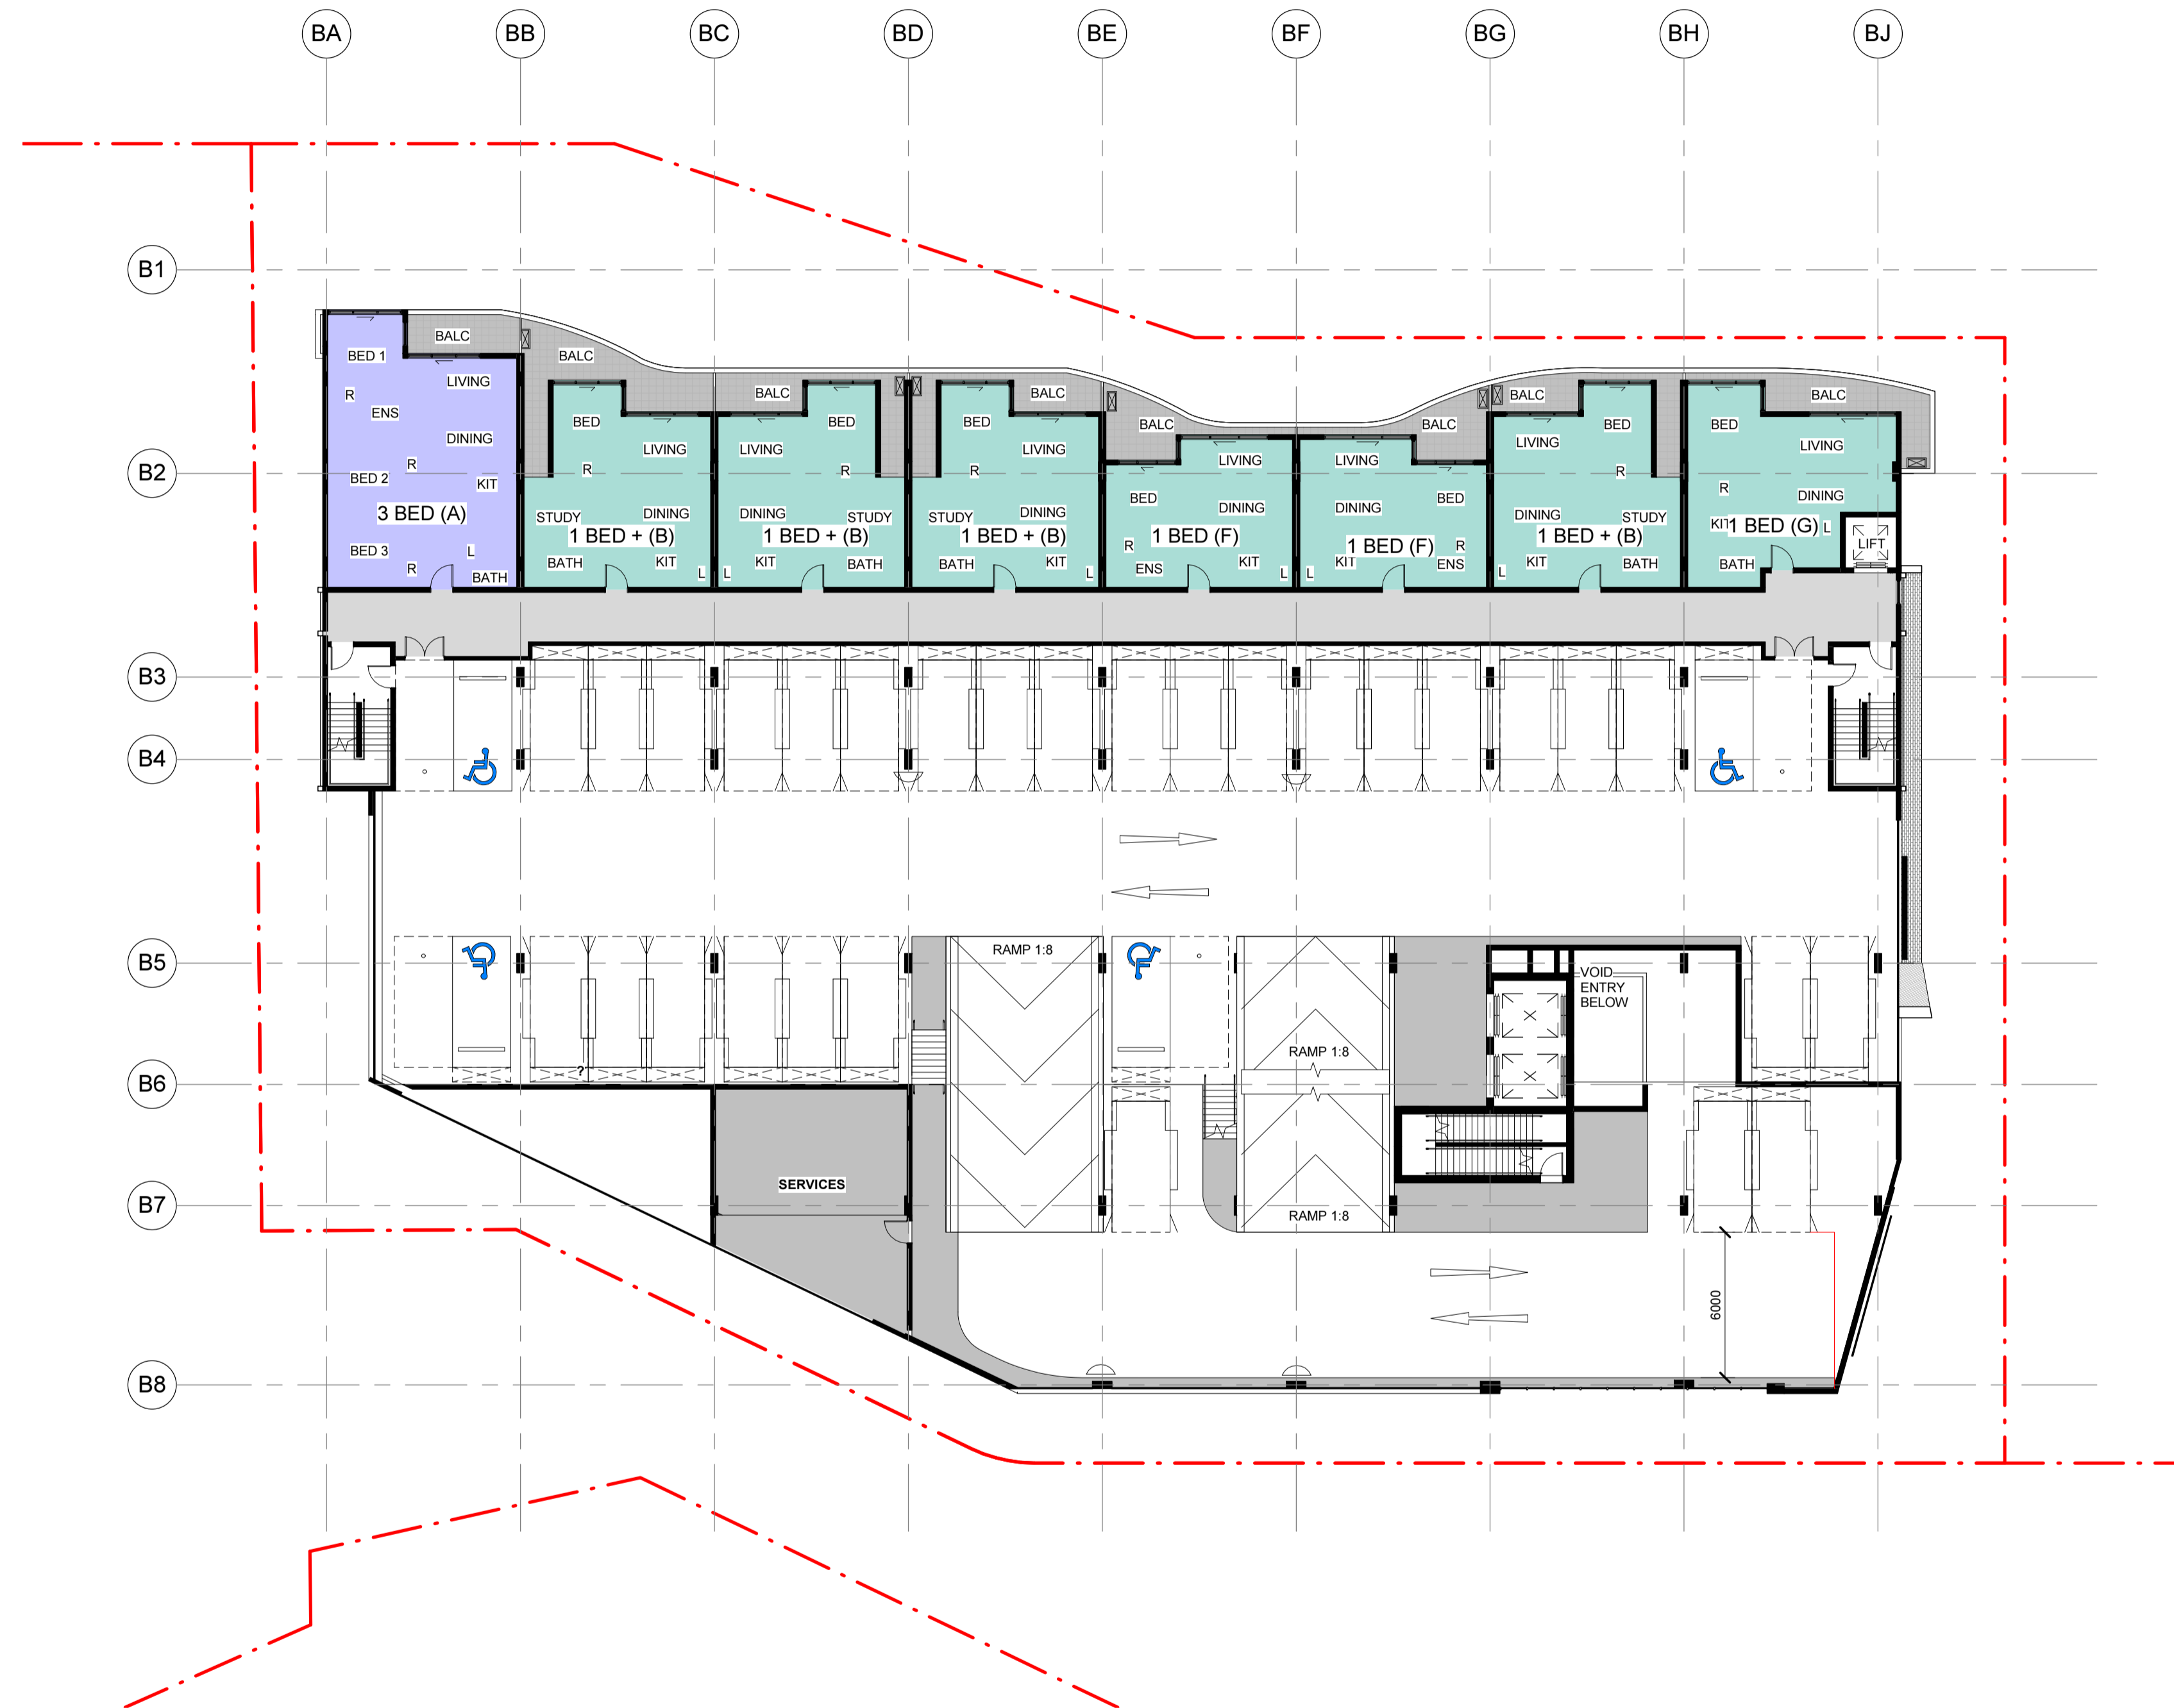 BA BB BC BD BE BF BG BH BJ
B1
B2
B3
B4
B5
B6
B7
B8
BED 1
BALC
LIVING
R
ENS
DINING
R
BED 2
KIT
3 BED (A)
BED 3
L
R
BATH
BALC
BED
LIVING
R
STUDY
DINING
1 BED + (B)
BATH
KIT
L
BALC
BED
LIVING
R
DINING
STUDY
1 BED + (B)
KIT
BATH
L
BALC
BED
LIVING
R
STUDY
DINING
1 BED + (B)
BATH
KIT
L
BALC
LIVING
BED
DINING
1 BED (F)
R
ENS
KIT
L
BALC
LIVING
BED
DINING
1 BED (F)
R
KIT
ENS
L
BALC
BED
LIVING
R
DINING
STUDY
1 BED + (B)
KIT
BATH
L
BALC
BED
LIVING
R
DINING
KIT
1 BED (G)
L
LIFT
BATH
RAMP 1:8
VOID
ENTRY
BELOW
RAMP 1:8
?
SERVICES
RAMP 1:8
6000